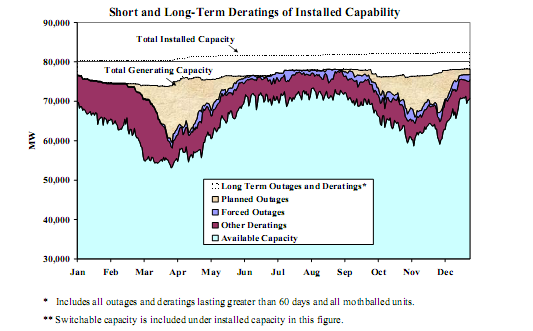 Short and Long-Term Deratings of Installed Capability
90,000
80,000
70,000
60,000
50,000
40,000
30,000
MW
Total Installed Capacity
Total Generating Capacity
Long Term Outages and Deratings*
Planned Outages
Forced Outages
Other Deratings
Available Capacity
Jan Feb Mar Apr May Jun Jul Aug Sep Oct Nov Dec
* Includes all outages and deratings lasting greater than 60 days and all mothballed units.
** Switchable capacity is included under installed capacity in this figure.